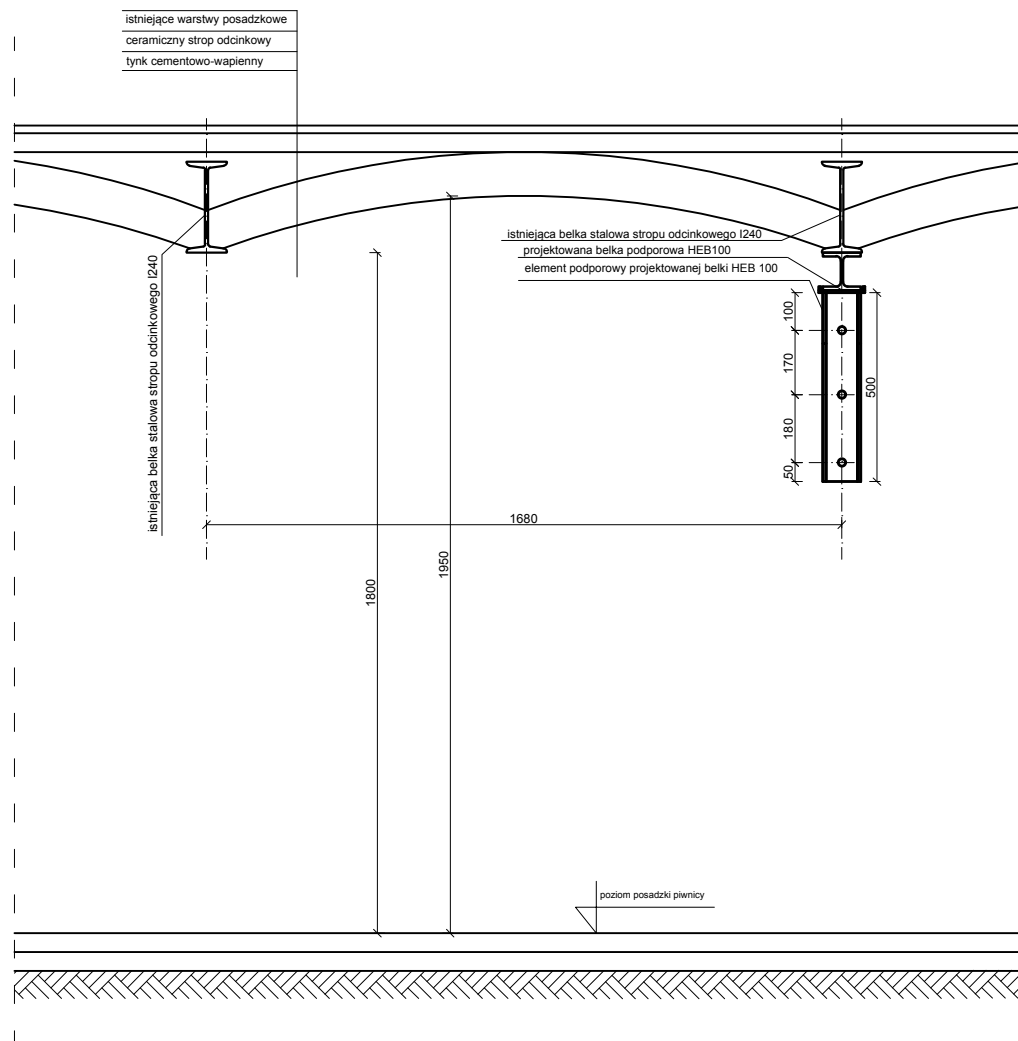 istniejące warstwy posadzkowe
ceramiczny strop odcinkowy
tynk cementowo-wapienny
istniejąca belka stalowa stropu odcinkowego I240
istniejąca belka stalowa stropu odcinkowego I240
projektowana belka podporowa HEB100
element podporowy projektowanej belki HEB 100
100
170
180
50
500
1680
1800
1950
poziom posadzki piwnicy